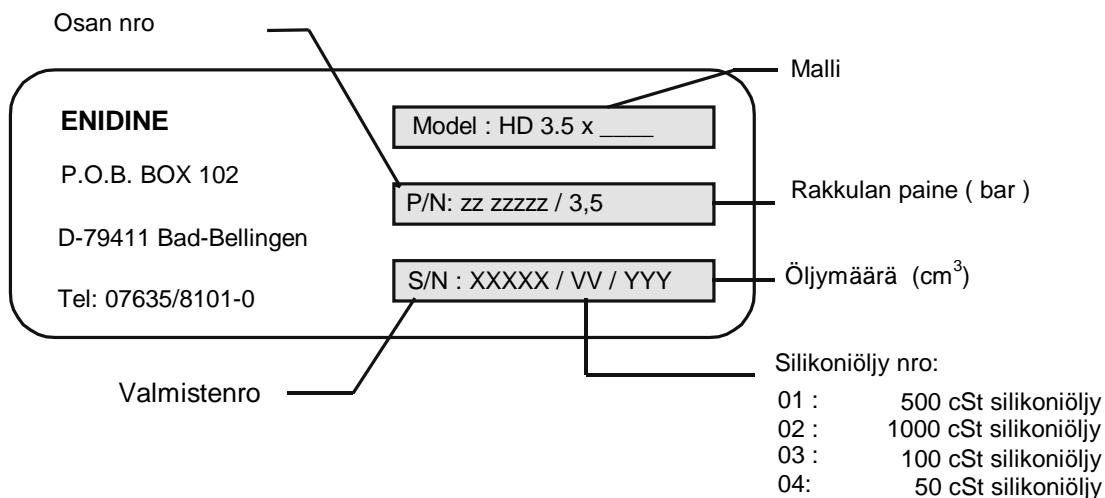 Osan nro
Malli
ENIDINE
Model : HD 3.5 x ____
P.O.B. BOX 102
P/N: zz zzzzz / 3,5
Rakkulan paine ( bar )
D-79411 Bad-Bellingen
S/N : XXXXX / VV / YYY
Öljymäärä (cm³)
Tel: 07635/8101-0
Valmistenro
Silikoniöljy nro:
01 : 500 cSt silikoniöljy
02 : 1000 cSt silikoniöljy
03 : 100 cSt silikoniöljy
04: 50 cSt silikoniöljy